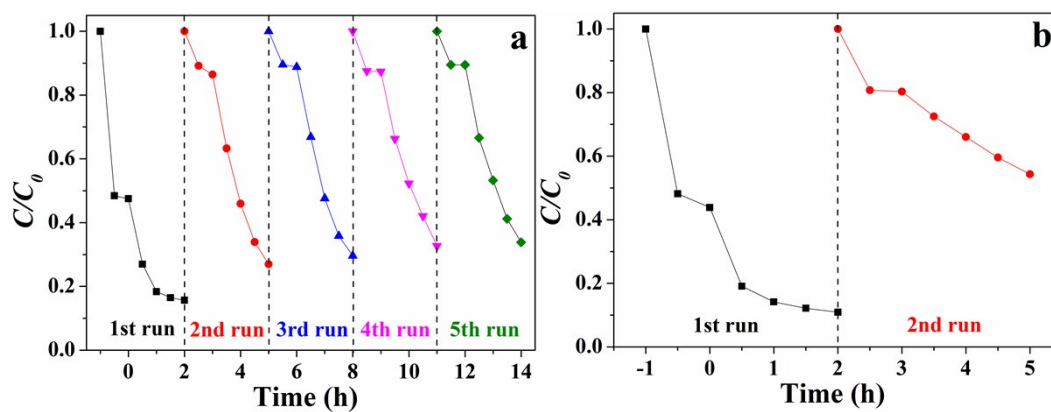 a
1.0
0.8
0.6
0.4
0.2
0.0
C/C0
1st run
2nd run
3rd run
4th run
5th run
0 2 4 6 8 10 12 14
Time (h)
b
1.0
0.8
0.6
0.4
0.2
0.0
C/C0
1st run
2nd run
-1 0 1 2 3 4 5
Time (h)